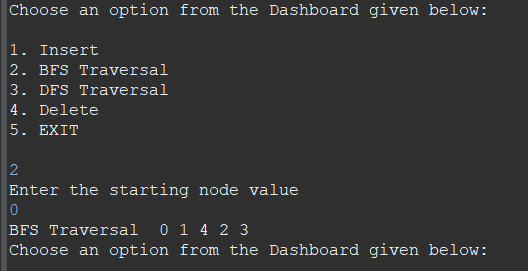 Choose an option from the Dashboard given below:
1. Insert
2. BFS Traversal
3. DFS Traversal
4. Delete
5. EXIT
2
Enter the starting node value
0
BFS Traversal  0 1 4 2 3
Choose an option from the Dashboard given below: